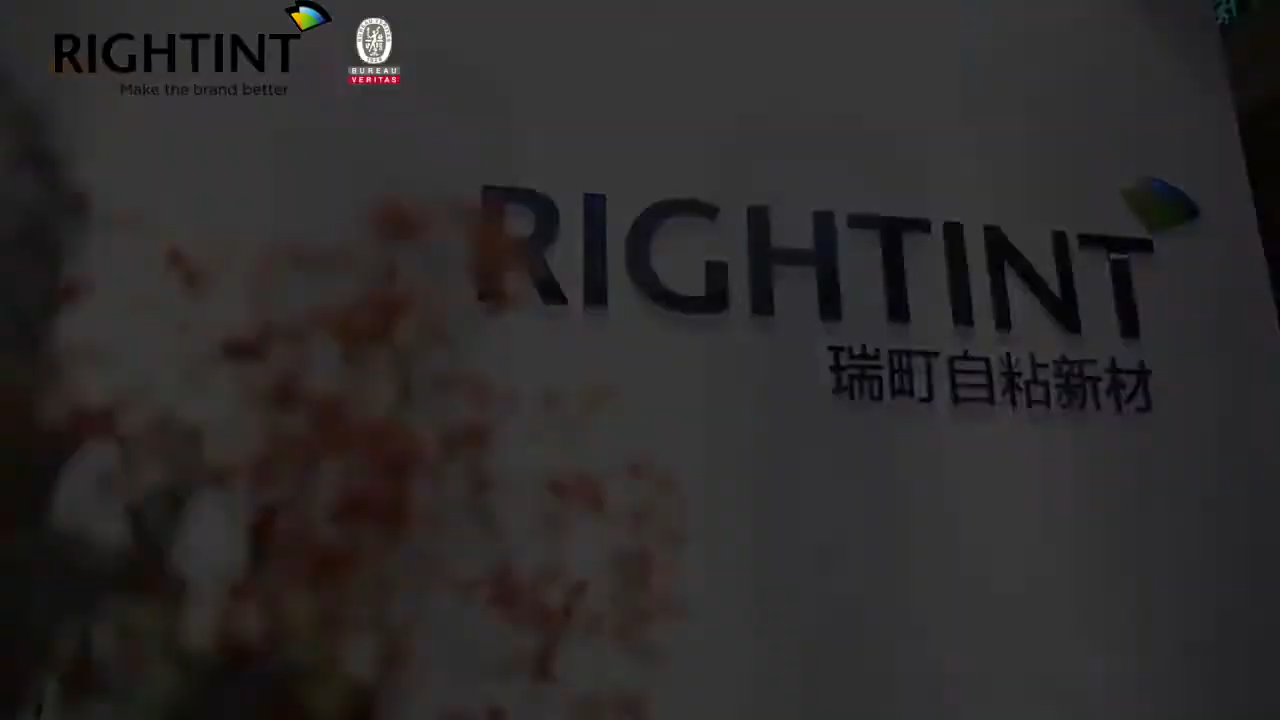 RIGHTINT
Make the brand better
BUREAU
VERITAS
RIGHTINT
瑞町自粘新材